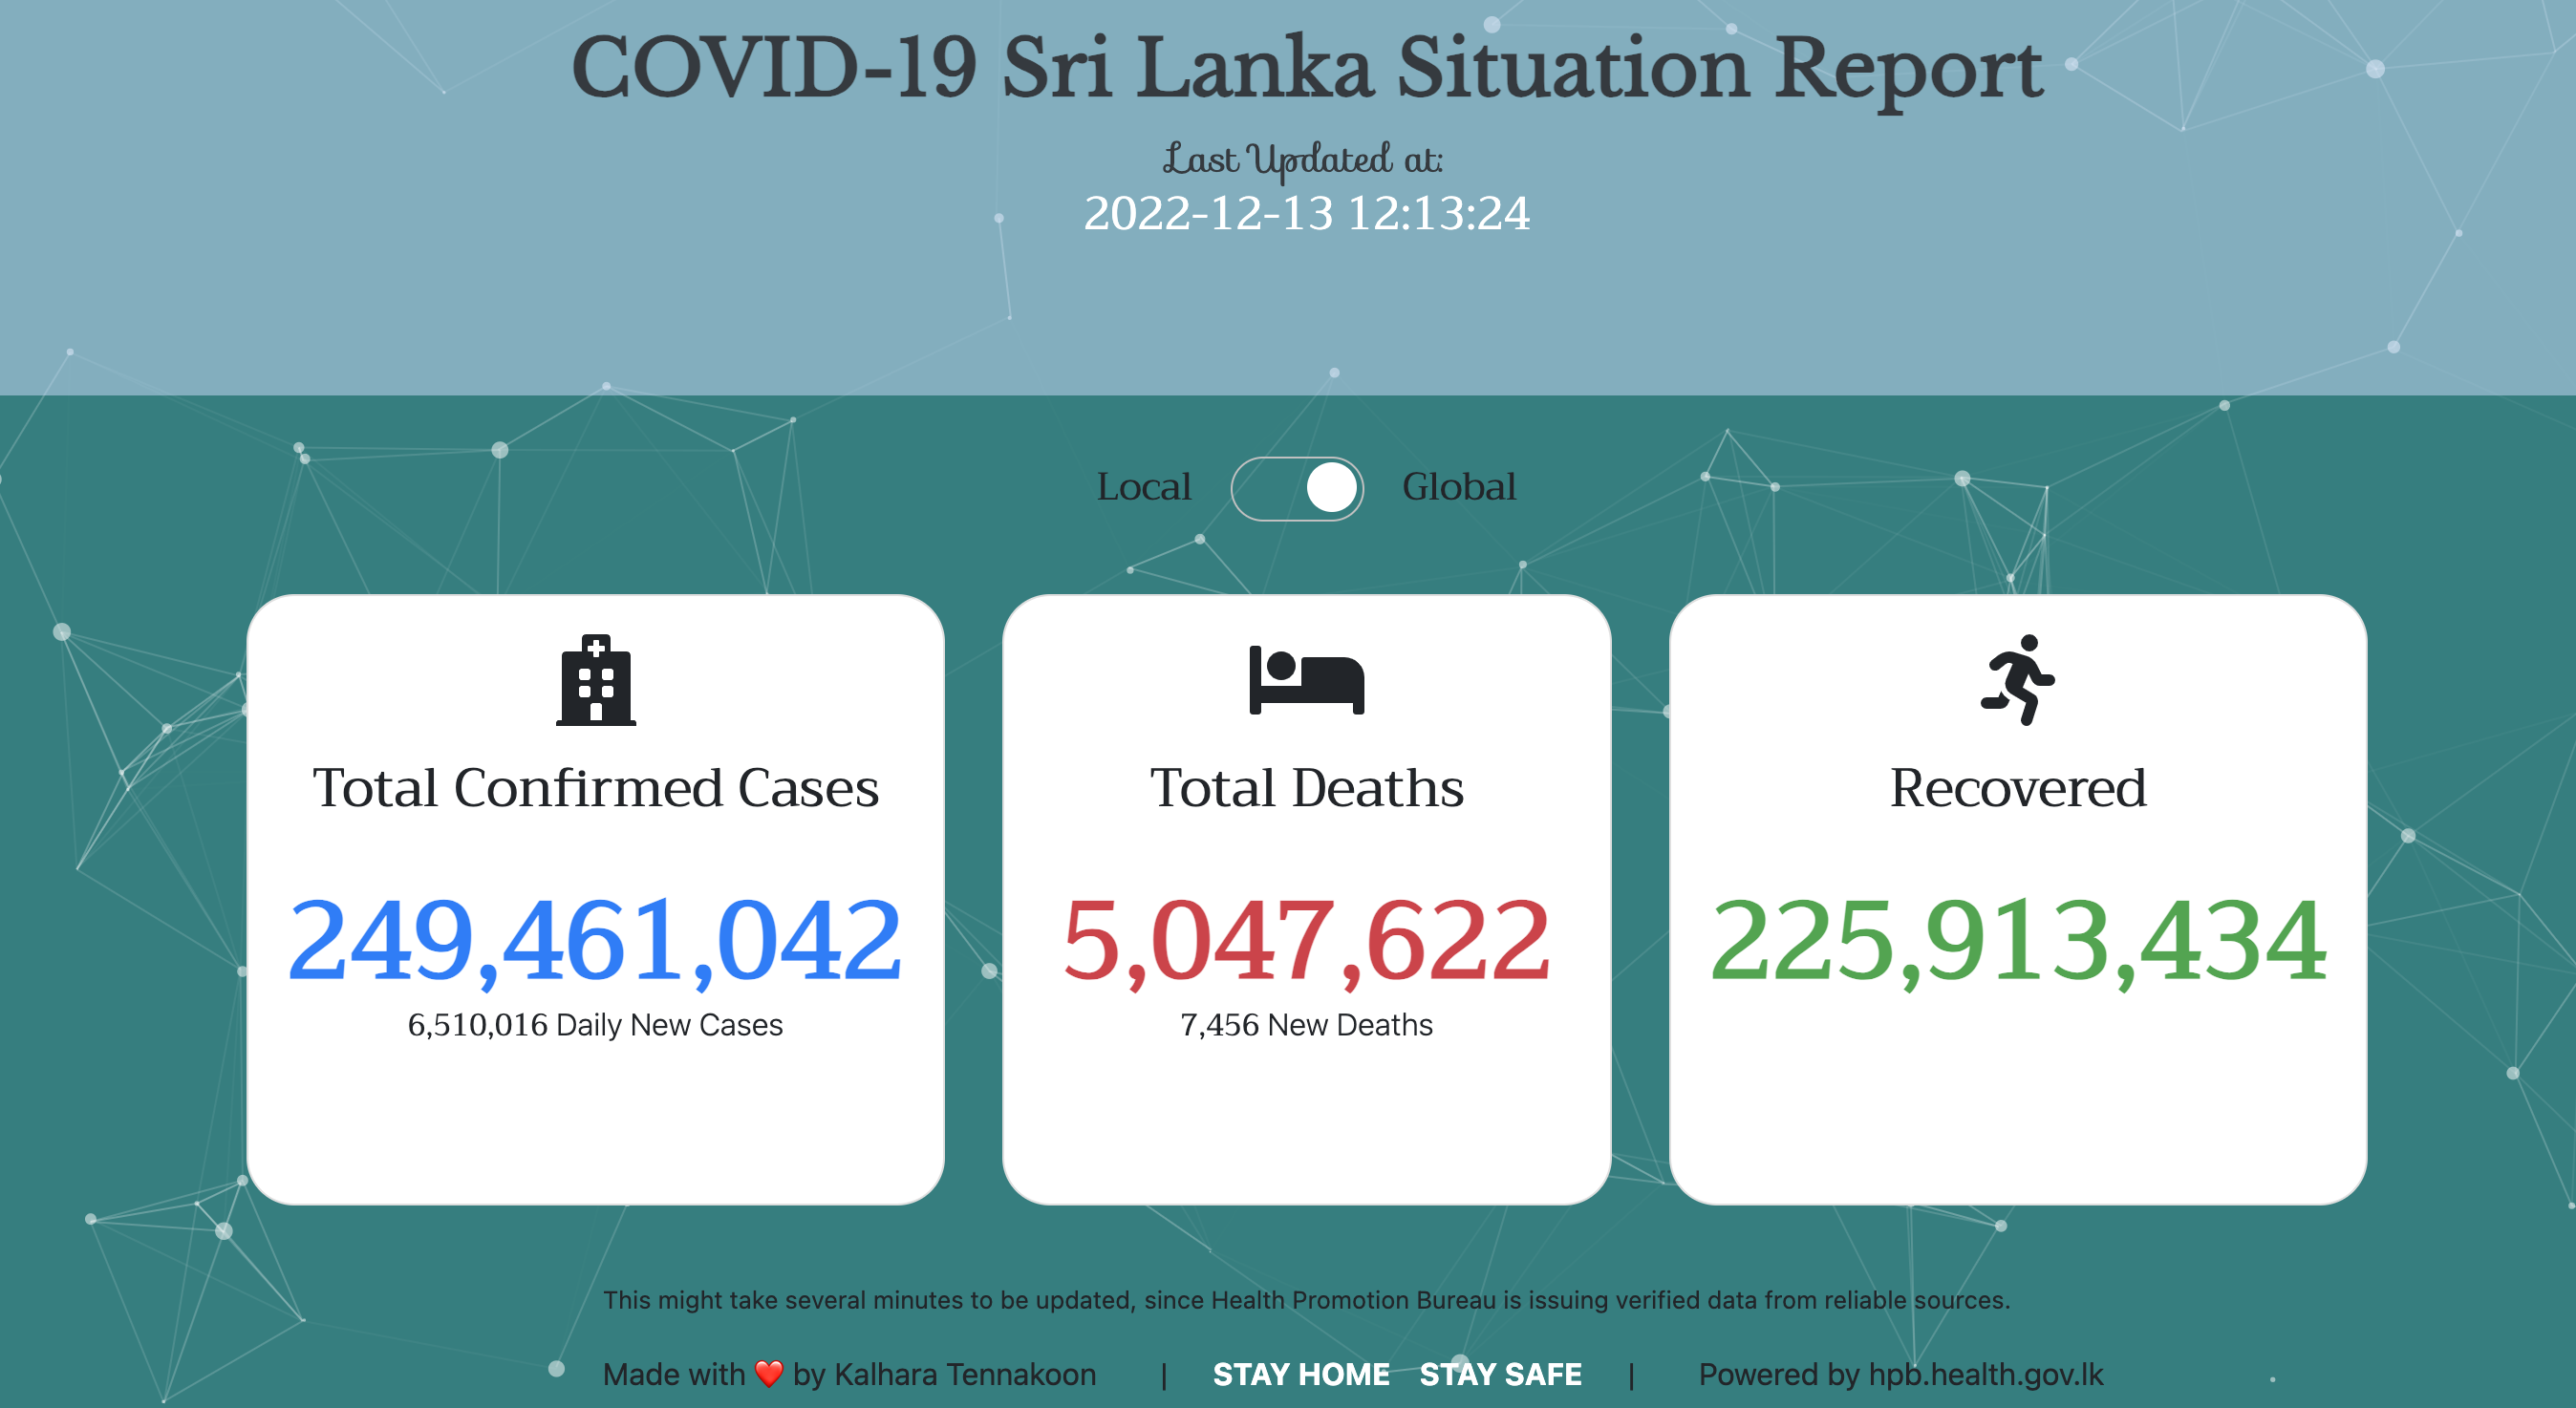 COVID-19 Sri Lanka Situation Report
Last Updated at:
2022-12-13 12:13:24
Local Global
Total Confirmed Cases
249,461,042
6,510,016 Daily New Cases
Total Deaths
5,047,622
7,456 New Deaths
Recovered
225,913,434
This might take several minutes to be updated, since Health Promotion Bureau is issuing verified data from reliable sources.
Made with ❤️ by Kalhara Tennakoon | STAY HOME STAY SAFE | Powered by hpb.health.gov.lk